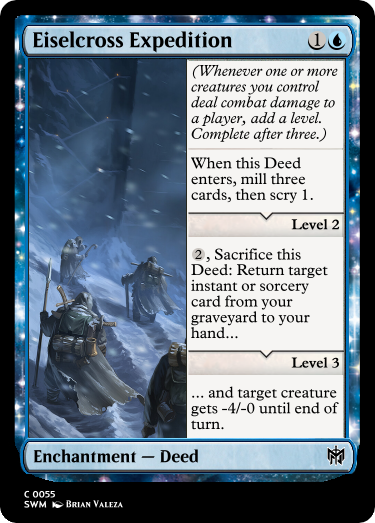 Eiselcross Expedition 1
(Whenever one or more
creatures you control
deal combat damage to
a player, add a level.
Complete after three.)
When this Deed
enters, mill three
cards, then scry 1.
Level 2
2, Sacrifice this
Deed: Return target
instant or sorcery
card from your
graveyard to your
hand...
Level 3
... and target creature
gets -4/-0 until end of
turn.
Enchantment — Deed
C 0055
SWM Brian Valeza